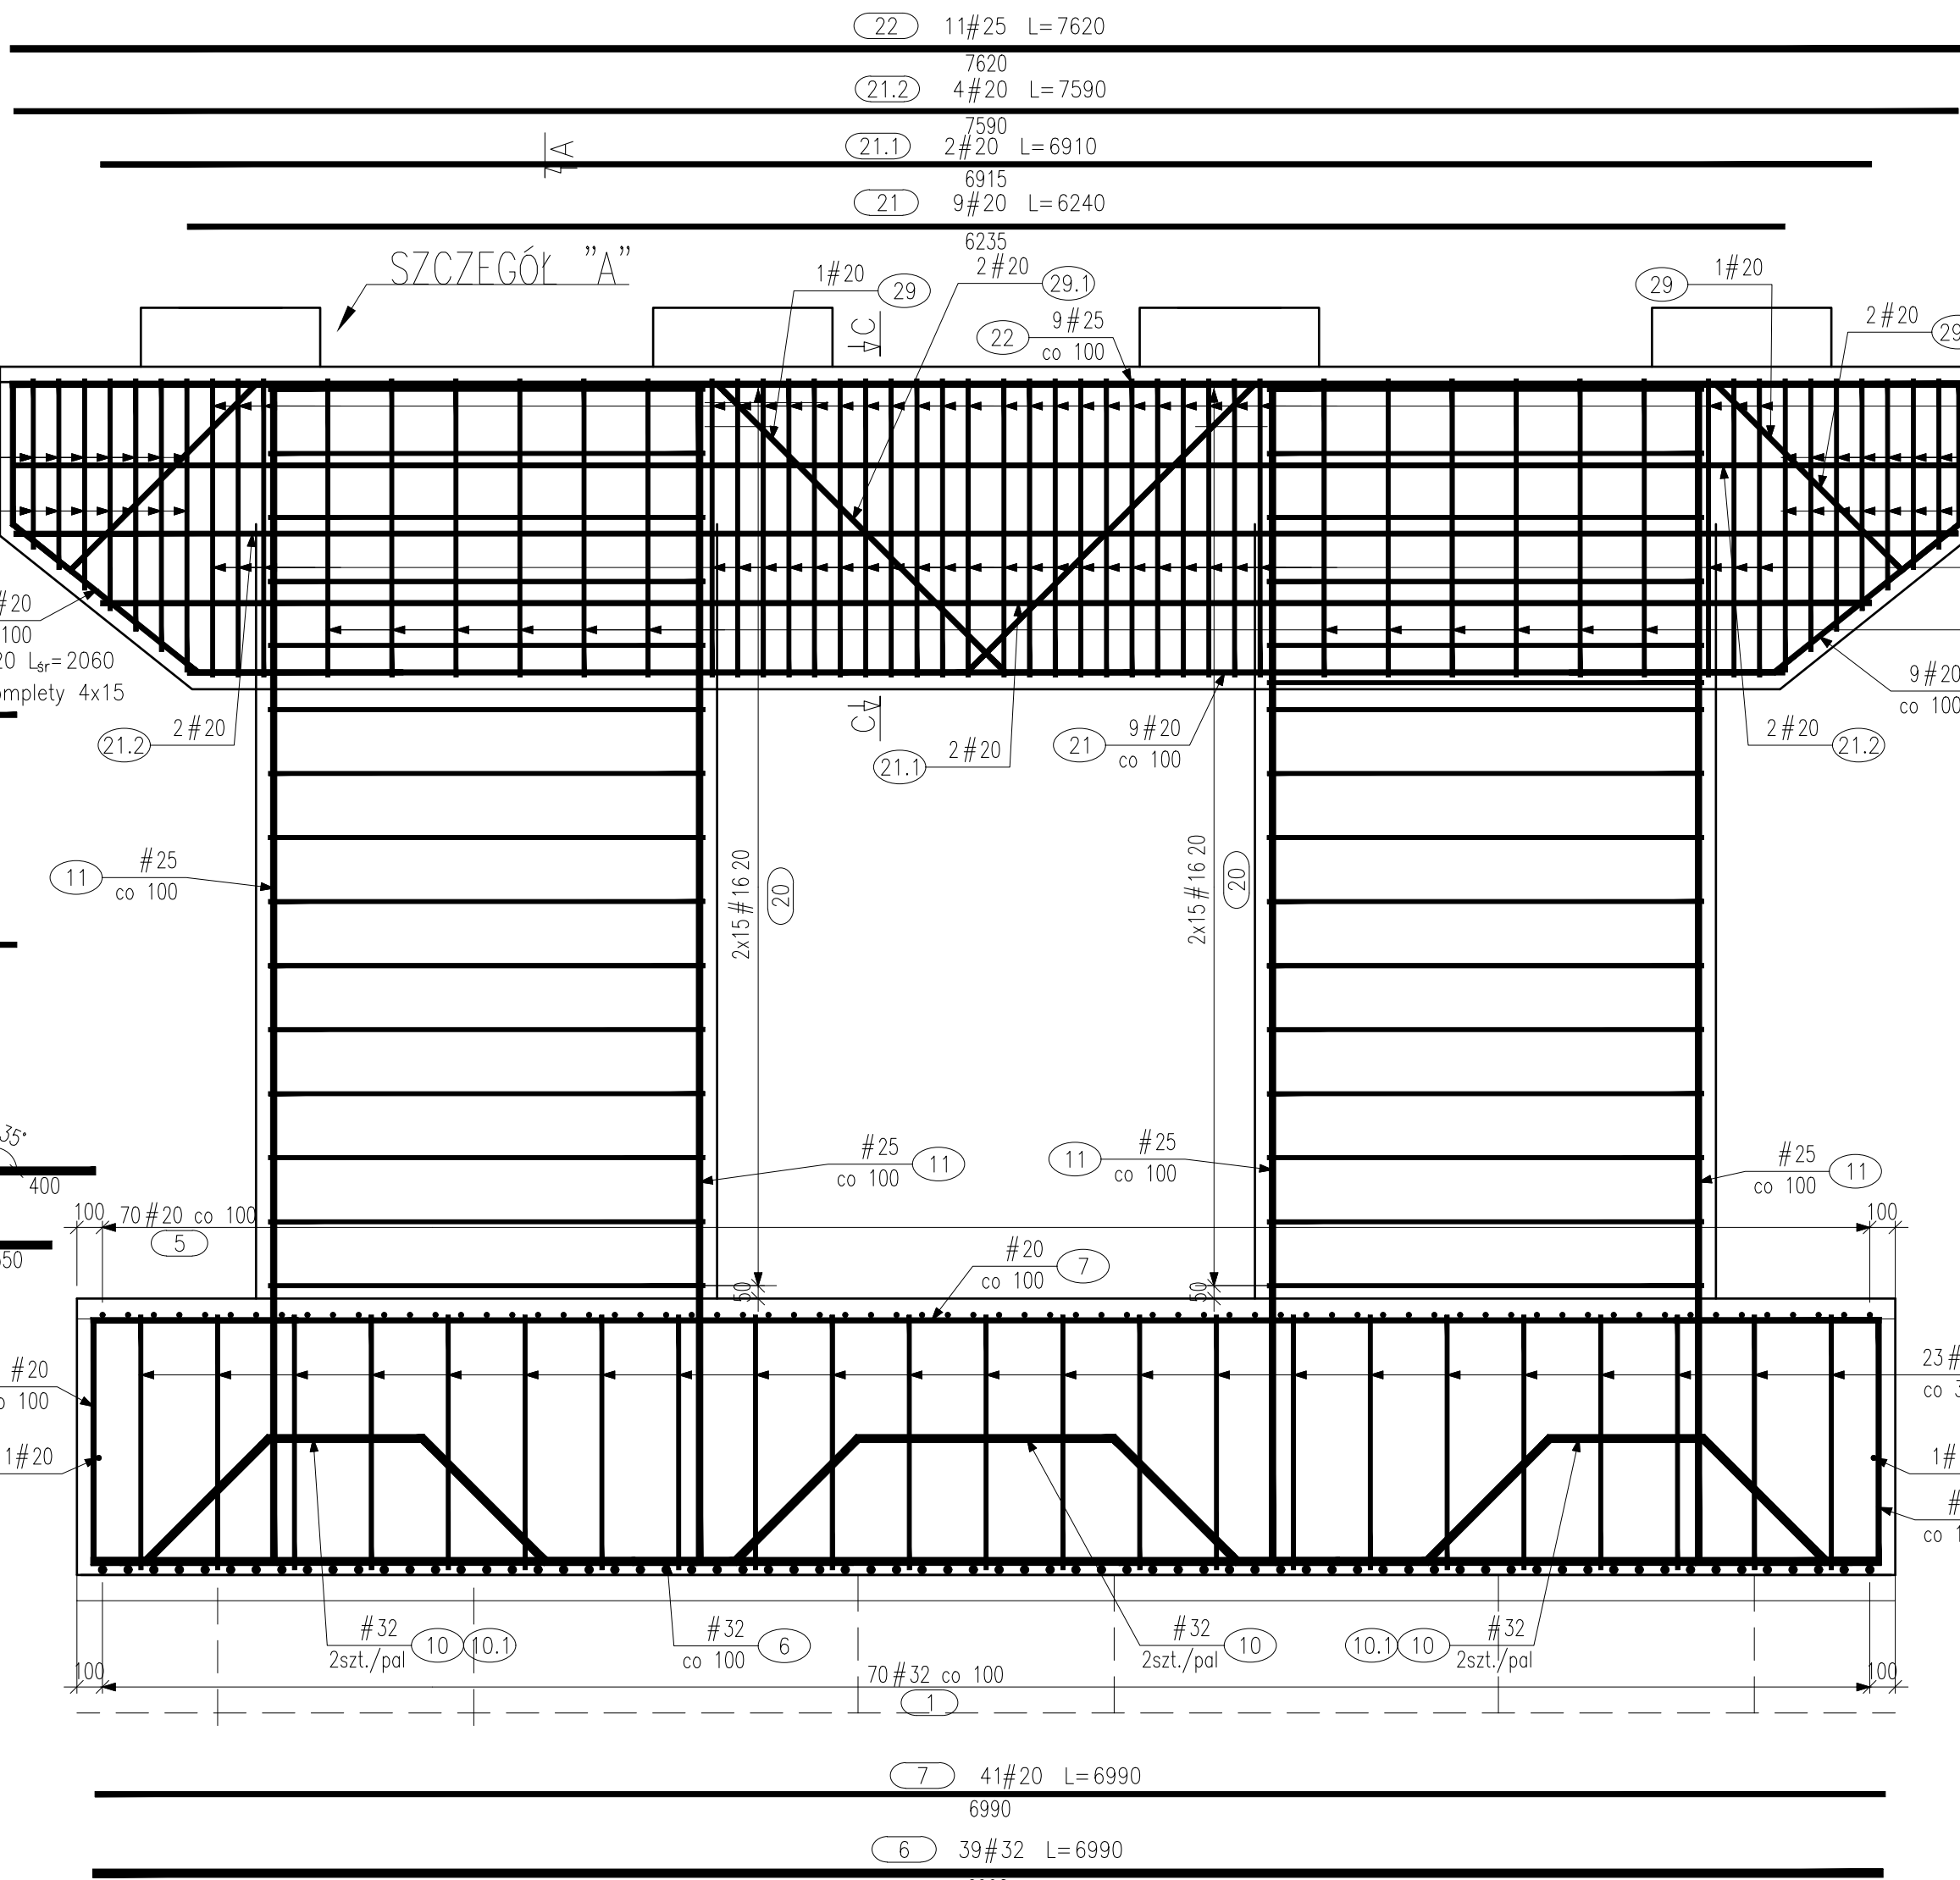 22 11#25 L=7620
7620
21.2 4#20 L=7590
7590
A
21.1 2#20 L=6910
6915
21 9#20 L=6240
6235
SZCZEGÓŁ "A"
1#20 29
2#20 29.1
29 1#20
2#20
C
22 9#25
co 100
#20
100
20 Lśr=2060
omplety 4x15
21.2 2#20
C
21.1 2#20
21 9#20
co 100
2#20 21.2
9#20
co 100
11 #25
co 100
2x15#16 20
20
2x15#16 20
20
35°
400
#25 11
co 100
11 #25
co 100
#25 11
co 100
100 70#20 co 100 100
5
#20 7
co 100
50
50
#20
co 100
1#20
23#
co
1#
#
co
#32
2szt./pal
10 10.1
#32 6
co 100
#32 10
2szt./pal
10.1 10 #32
2szt./pal
100 70#32 co 100 100
1
7 41#20 L=6990
6990
6 39#32 L=6990